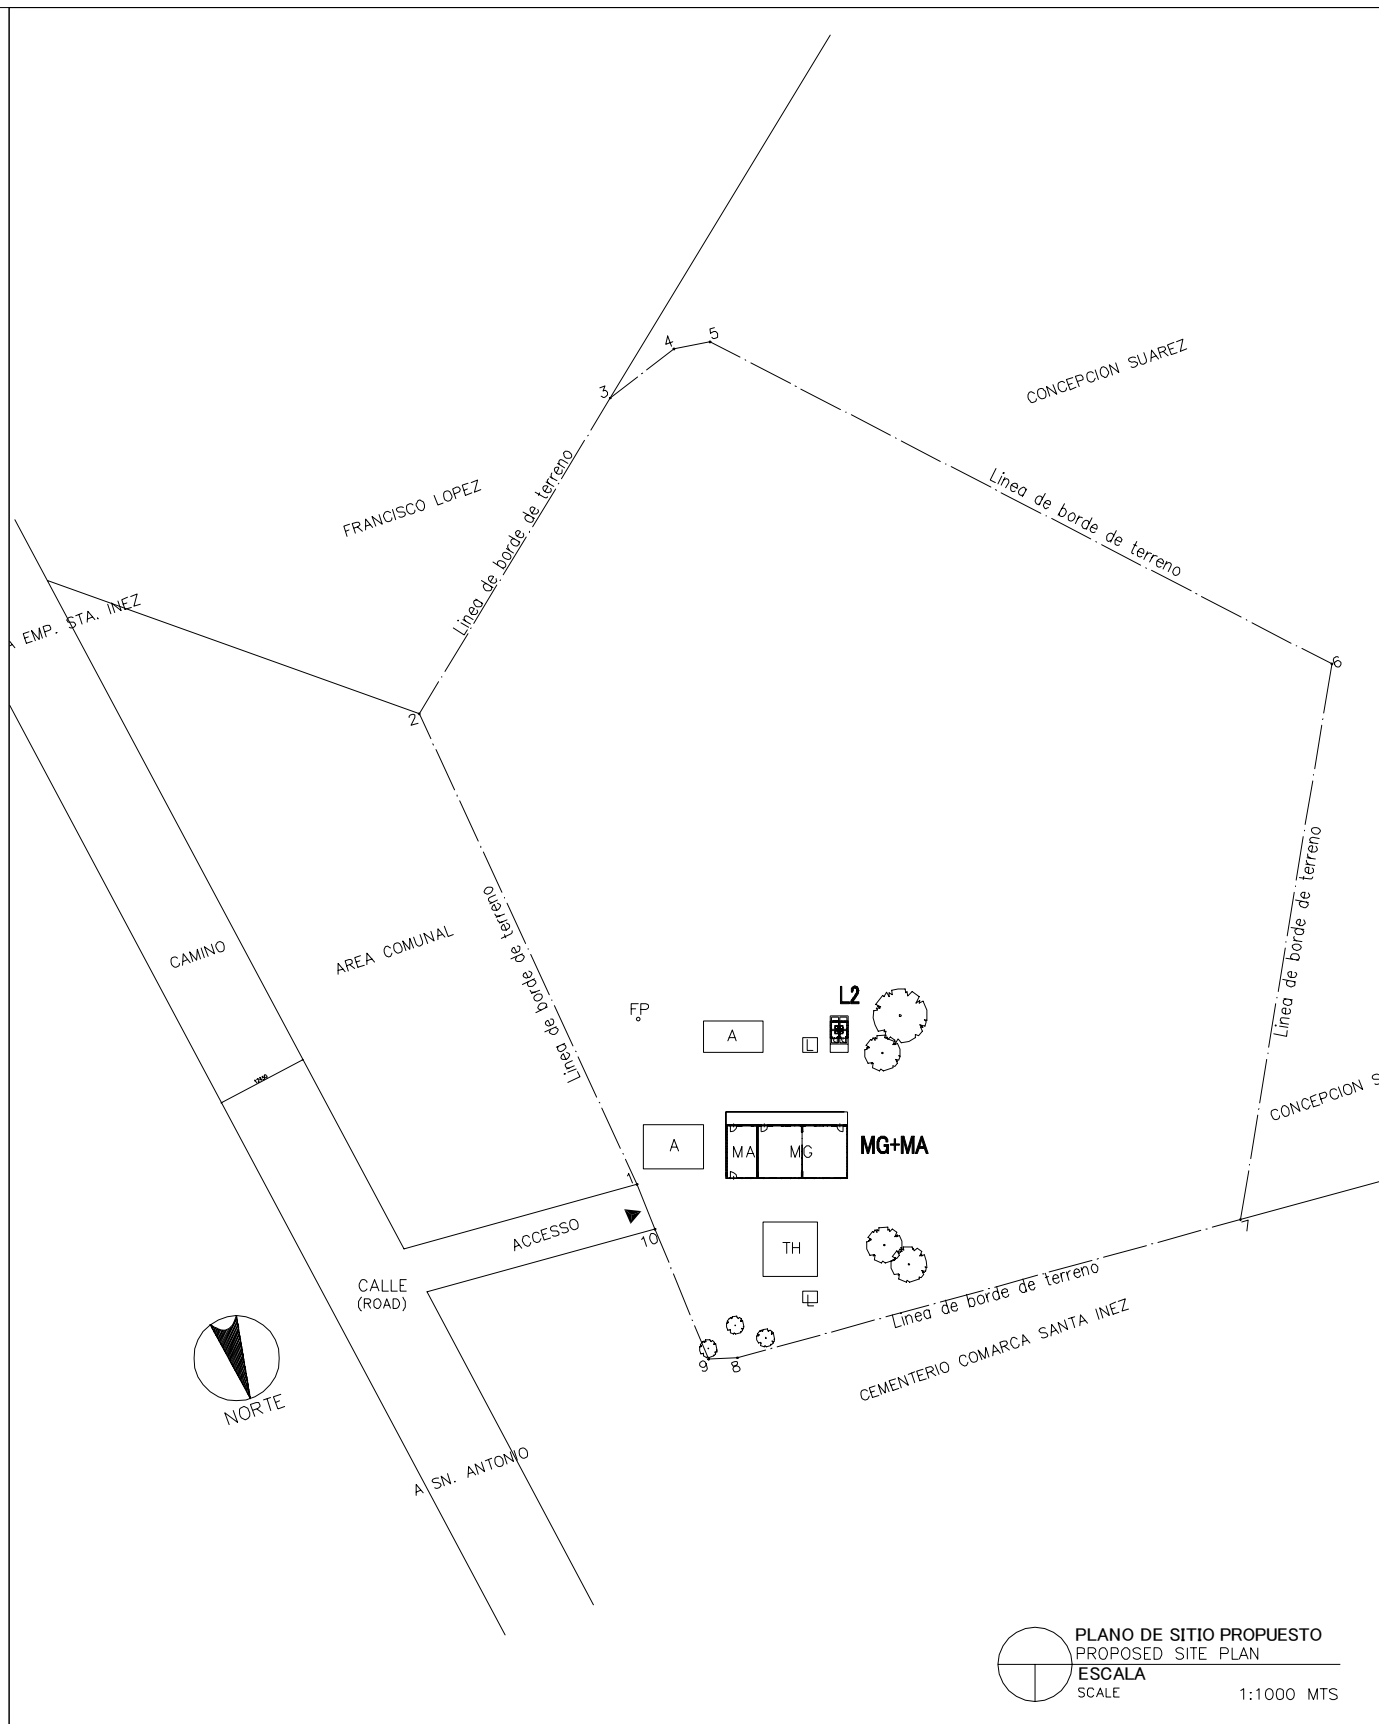 5
4
3
CONCEPCION SUAREZ
Linea de borde de terreno
Linea de borde de terreno
FRANCISCO LOPEZ
A EMP. STA. INEZ
6
2
Linea de borde de terreno
Linea de borde de terreno
CAMINO
AREA COMUNAL
L2
FP
A
L
CONCEPCION S
A
MA
MG
MG+MA
1
ACCESSO
10
TH
7
CALLE
(ROAD)
L
Linea de borde de terreno
CEMENTERIO COMARCA SANTA INEZ
9
8
NORTE
A SN. ANTONIO
PLANO DE SITIO PROPUESTO
PROPOSED SITE PLAN
ESCALA
SCALE
1:1000 MTS